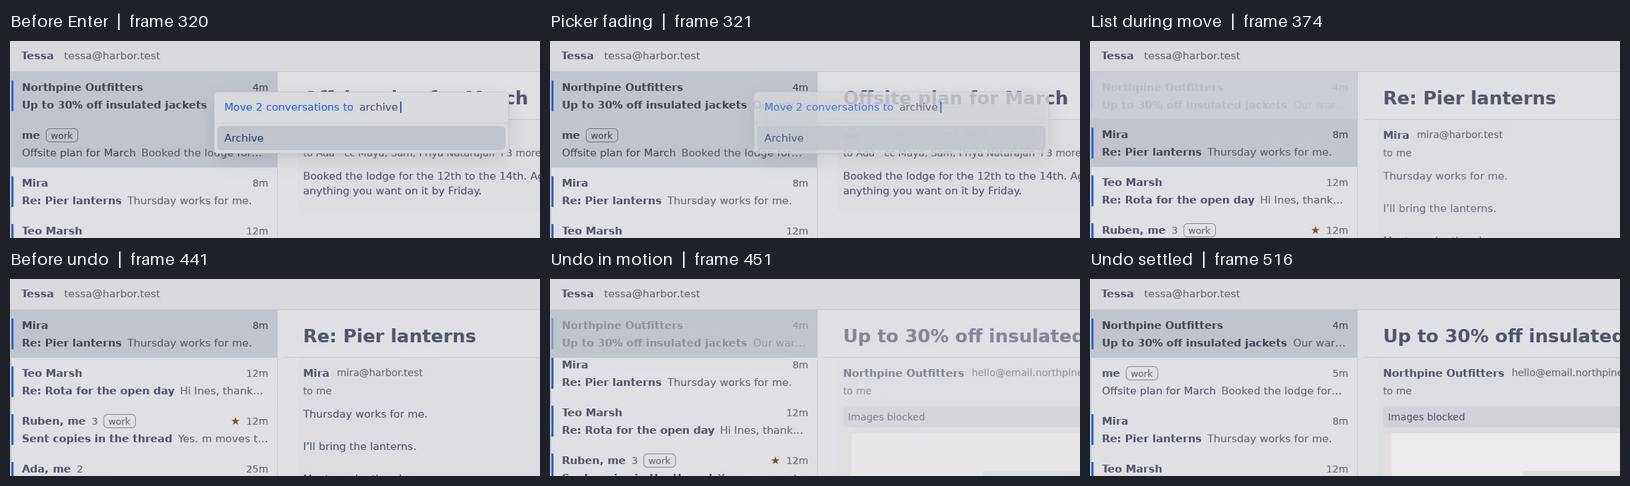 Before Enter | frame 320
Tessa tessa@harbor.test
Northpine Outfitters 4m
Up to 30% off insulated jackets
Move 2 conversations to archive
Archive
me work
Offsite plan for March Booked the lodge for...
Booked the lodge for the 12th to the 14th.
anything you want on it by Friday.
Mira 8m
Re: Pier lanterns Thursday works for me.
Teo Marsh 12m
Picker fading | frame 321
Tessa tessa@harbor.test
Northpine Outfitters 4m
Up to 30% off insulated jackets
Offsite plan for March
Move 2 conversations to archive
Archive
me work
Offsite plan for March Booked the lodge for...
to Ada cc Maya, Sam, Priya Natarajan
Booked the lodge for the 12th to the 14th.
anything you want on it by Friday.
Mira 8m
Re: Pier lanterns Thursday works for me.
Teo Marsh 12m
List during move | frame 374
Tessa tessa@harbor.test
Northpine Outfitters 4m
Up to 30% off insulated jackets Our war...
Re: Pier lanterns
Mira 8m
Re: Pier lanterns Thursday works for me.
Mira mira@harbor.test
to me
Teo Marsh 12m
Re: Rota for the open day Hi Ines, thank...
Thursday works for me.
I'll bring the lanterns.
Ruben, me 3 work ★ 12m
Before undo | frame 441
Tessa tessa@harbor.test
Mira 8m
Re: Pier lanterns Thursday works for me.
Re: Pier lanterns
Teo Marsh 12m
Re: Rota for the open day Hi Ines, thank...
Mira mira@harbor.test
to me
Thursday works for me.
I'll bring the lanterns.
Ruben, me 3 work ★ 12m
Sent copies in the thread Yes. m moves t...
Ada, me 2 25m
Undo in motion | frame 451
Tessa tessa@harbor.test
Northpine Outfitters 4m
Up to 30% off insulated jackets Our war...
Up to 30% off insulated
Mira 8m
Re: Pier lanterns Thursday works for me.
Northpine Outfitters hello@email.northpine
to me
Images blocked
Teo Marsh 12m
Re: Rota for the open day Hi Ines, thank...
Ruben, me 3 work ★ 12m
Undo settled | frame 516
Tessa tessa@harbor.test
Northpine Outfitters 4m
Up to 30% off insulated jackets Our war...
Up to 30% off insulated
me work 5m
Offsite plan for March Booked the lodge for...
Northpine Outfitters hello@email.northpine
to me
Images blocked
Mira 8m
Re: Pier lanterns Thursday works for me.
Teo Marsh 12m